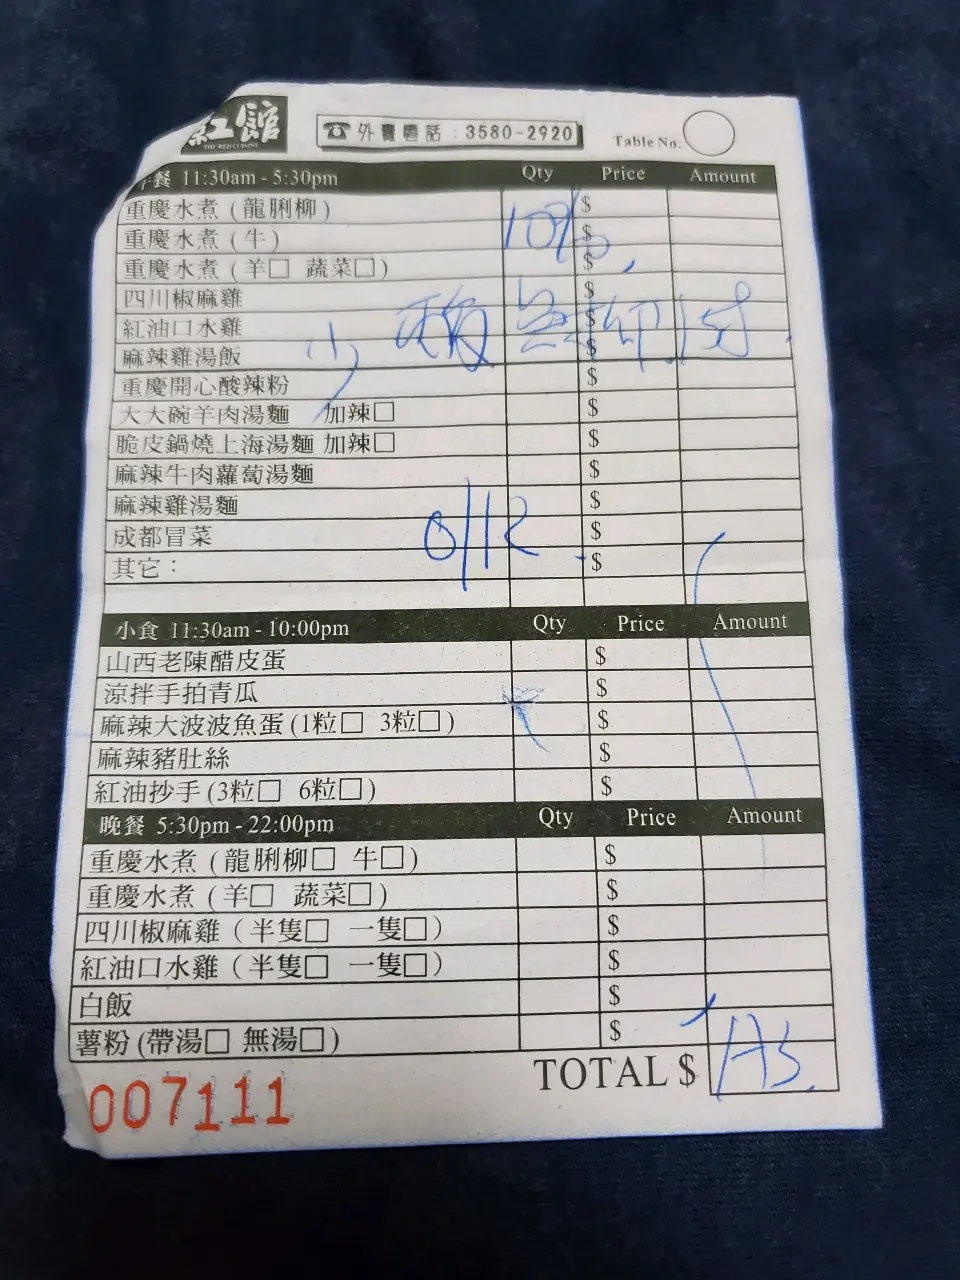 紅館
THE RED CUISINE
☎ 外賣電話 : 3580-2920
Table No.
午餐 11:30am - 5:30pm Qty Price Amount
重慶水煮 ( 龍脷柳 ) $
重慶水煮 ( 牛 ) $
重慶水煮 ( 羊□ 蔬菜□ ) $
四川椒麻雞 $
紅油口水雞 $
麻辣雞湯飯 $
重慶開心酸辣粉 $
大大碗羊肉湯麵 加辣□ $
脆皮鍋燒上海湯麵 加辣□ $
麻辣牛肉蘿蔔湯麵 $
麻辣雞湯麵 $
成都冒菜 $
其它： $
小食 11:30am - 10:00pm Qty Price Amount
山西老陳醋皮蛋 $
涼拌手拍青瓜 $
麻辣大波波魚蛋 (1粒□ 3粒□ ) $
麻辣豬肚絲 $
紅油抄手 (3粒□ 6粒□ ) $
晚餐 5:30pm - 22:00pm Qty Price Amount
重慶水煮 ( 龍脷柳□ 牛□ ) $
重慶水煮 ( 羊□ 蔬菜□ ) $
四川椒麻雞 ( 半隻□ 一隻□ ) $
紅油口水雞 ( 半隻□ 一隻□ ) $
白飯 $
薯粉 (帶湯□ 無湯□ ) $
TOTAL $
007111